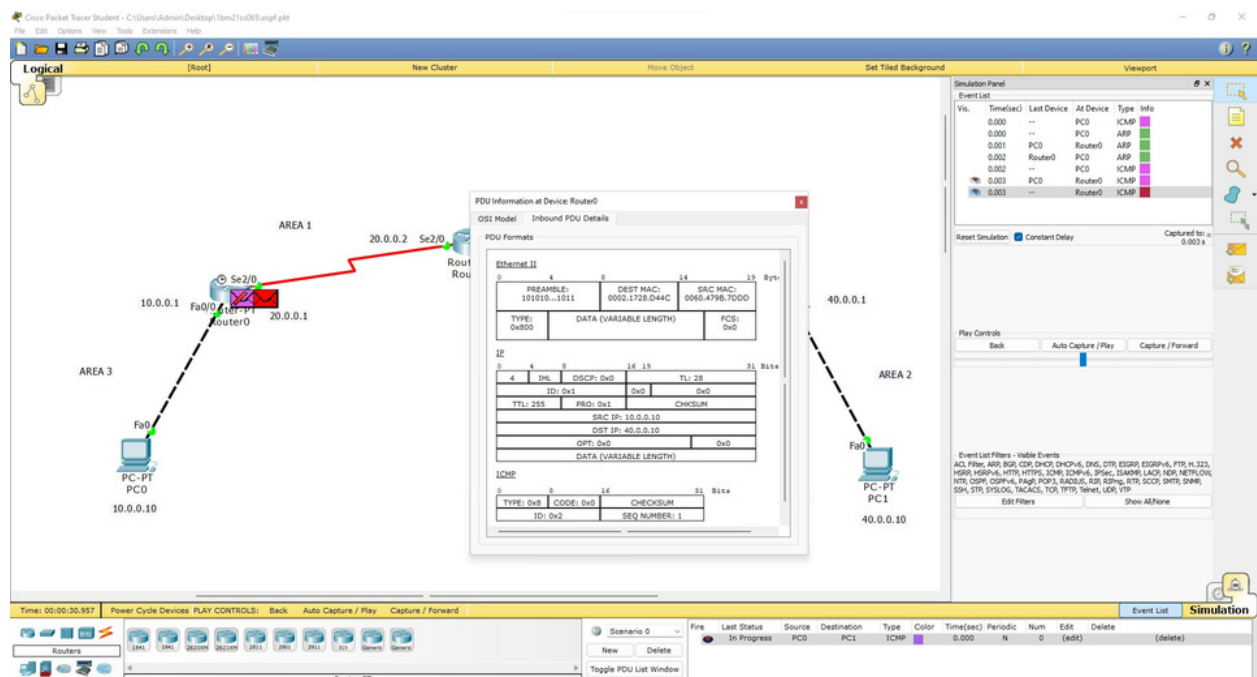 Cisco Packet Tracer Student - C:\Users\Admin\Desktop\1bm21cs065\ospf.pkt
File Edit Options View Tools Extensions Help
Logical [Root] New Cluster Move Object Set Tiled Background Viewport
AREA 1
20.0.0.2 Se2/0
Se2/0
10.0.0.1 Fa0/0
Router0
20.0.0.1
AREA 3
Fa0
PC-PT
PC0
10.0.0.10
40.0.0.1
AREA 2
Fa0
PC-PT
PC1
40.0.0.10
PDU Information at Device: Router0
OSI Model Inbound PDU Details
PDU Formats
Ethernet II
0 4 8 14 19 Byt
PREAMBLE: 101010...1011
DEST MAC: 0002.1728.D44C
SRC MAC: 0060.479B.7DDD
TYPE: 0x800
DATA (VARIABLE LENGTH)
FCS: 0x0
IP
0 4 8 16 19 31 Bits
4 IHL DSCP: 0x0 TL: 28
ID: 0x1 0x0 0x0
TTL: 255 PRO: 0x1 CHKSUM
SRC IP: 10.0.0.10
DST IP: 40.0.0.10
OPT: 0x0 0x0
DATA (VARIABLE LENGTH)
ICMP
0 8 16 31 Bits
TYPE: 0x8 CODE: 0x0 CHECKSUM
ID: 0x2 SEQ NUMBER: 1
Simulation Panel
Event List
Vis. Time(sec) Last Device At Device Type Info
0.000 -- PC0 ICMP
0.000 -- PC0 ARP
0.001 PC0 Router0 ARP
0.002 Router0 PC0 ARP
0.002 -- PC0 ICMP
0.003 PC0 Router0 ICMP
0.003 -- Router0 ICMP
Reset Simulation Constant Delay Captured to:
0.003 s
Play Controls
Back Auto Capture / Play Capture / Forward
Event List Filters - Visible Events
ACL Filter, ARP, BGP, CDP, DHCP, DHCPv6, DNS, DTP, EIGRP, EIGRPv6, FTP, H.323,
HSRP, HSRPv6, HTTP, HTTPS, ICMP, ICMPv6, IPSec, ISAKMP, LACP, NDP, NETFLOW,
NTP, OSPF, OSPFv6, PAgP, POP3, RADIUS, RIP, RIPng, RTP, SCCP, SMTP, SNMP,
SSH, STP, SYSLOG, TACACS, TCP, TFTP, Telnet, UDP, VTP
Edit Filters Show All/None
Time: 00:00:30.957 Power Cycle Devices PLAY CONTROLS: Back Auto Capture / Play Capture / Forward
Event List Simulation
Routers
1841 1941 2620XM 2621XM 2811 2901 2911 819 Generic Generic
Scenario 0
New Delete
Toggle PDU List Window
Fire Last Status Source Destination Type Color Time(sec) Periodic Num Edit Delete
In Progress PC0 PC1 ICMP 0.000 N 0 (edit) (delete)